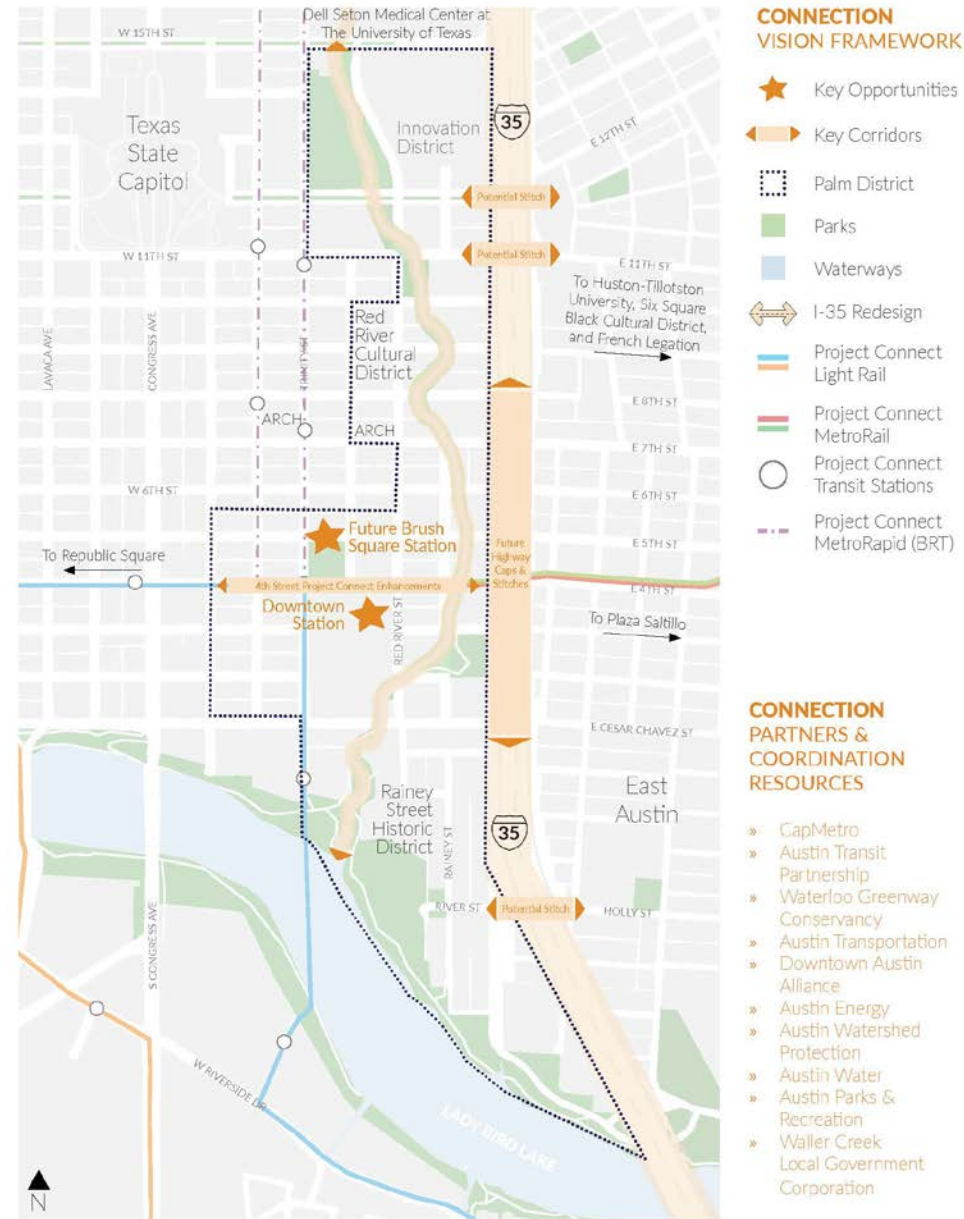 Dell Seton Medical Center at
The University of Texas
W 15TH ST
Texas
State
Capitol
Innovation
District
35
E 12TH ST
Potential Stitch
W 11TH ST
Potential Stitch
E 11TH ST
To Huston-Tillotston
University, Six Square
Black Cultural District,
and French Legation
LAVACA AVE
CONGRESS AVE
TRINITY ST
Red
River
Cultural
District
E 8TH ST
ARCH
ARCH
E 7TH ST
W 6TH ST
E 6TH ST
Future Brush
Square Station
Future
Highway
Caps &
Stitches
E 5TH ST
To Republic Square
4th Street Project Connect Enhancements
E 4TH ST
Downtown
Station
RED RIVER ST
To Plaza Saltillo
E CESAR CHAVEZ ST
Rainey
Street
Historic
District
East
Austin
35
RAINEY ST
RIVER ST
Potential Stitch
HOLLY ST
S CONGRESS AVE
W RIVERSIDE DR
LADY BIRD LAKE
N
CONNECTION
VISION FRAMEWORK
Key Opportunities
Key Corridors
Palm District
Parks
Waterways
I-35 Redesign
Project Connect
Light Rail
Project Connect
MetroRail
Project Connect
Transit Stations
Project Connect
MetroRapid (BRT)
CONNECTION
PARTNERS &
COORDINATION
RESOURCES
» CapMetro
» Austin Transit
Partnership
» Waterloo Greenway
Conservancy
» Austin Transportation
» Downtown Austin
Alliance
» Austin Energy
» Austin Watershed
Protection
» Austin Water
» Austin Parks &
Recreation
» Waller Creek
Local Government
Corporation